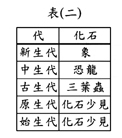 表(二)
代 化石
新生代 象
中生代 恐龍
古生代 三葉蟲
原生代 化石少見
始生代 化石少見